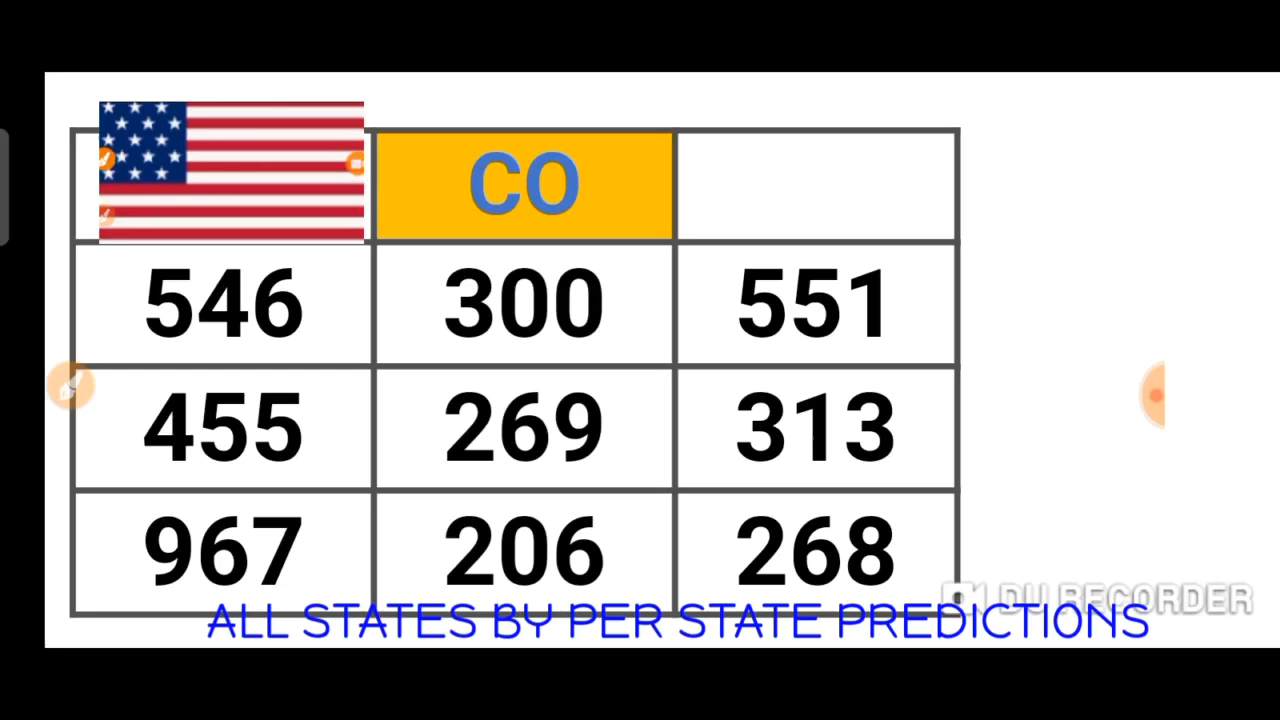 CO
546 300 551
455 269 313
967 206 268
DU RECORDER
ALL STATES BY PER STATE PREDICTIONS